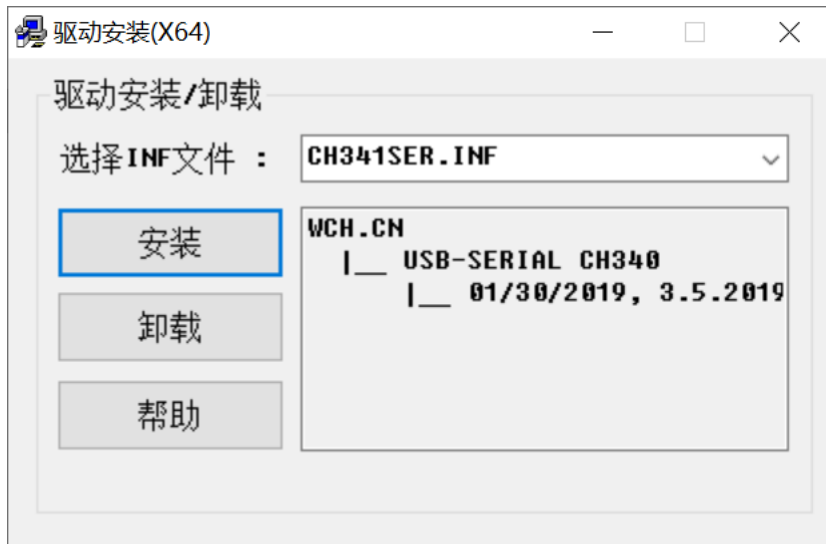 驱动安装(X64)
驱动安装/卸载
选择INF文件 :
CH341SER.INF
安装
卸载
帮助
WCH.CN
|__ USB-SERIAL CH340
|__ 01/30/2019, 3.5.2019